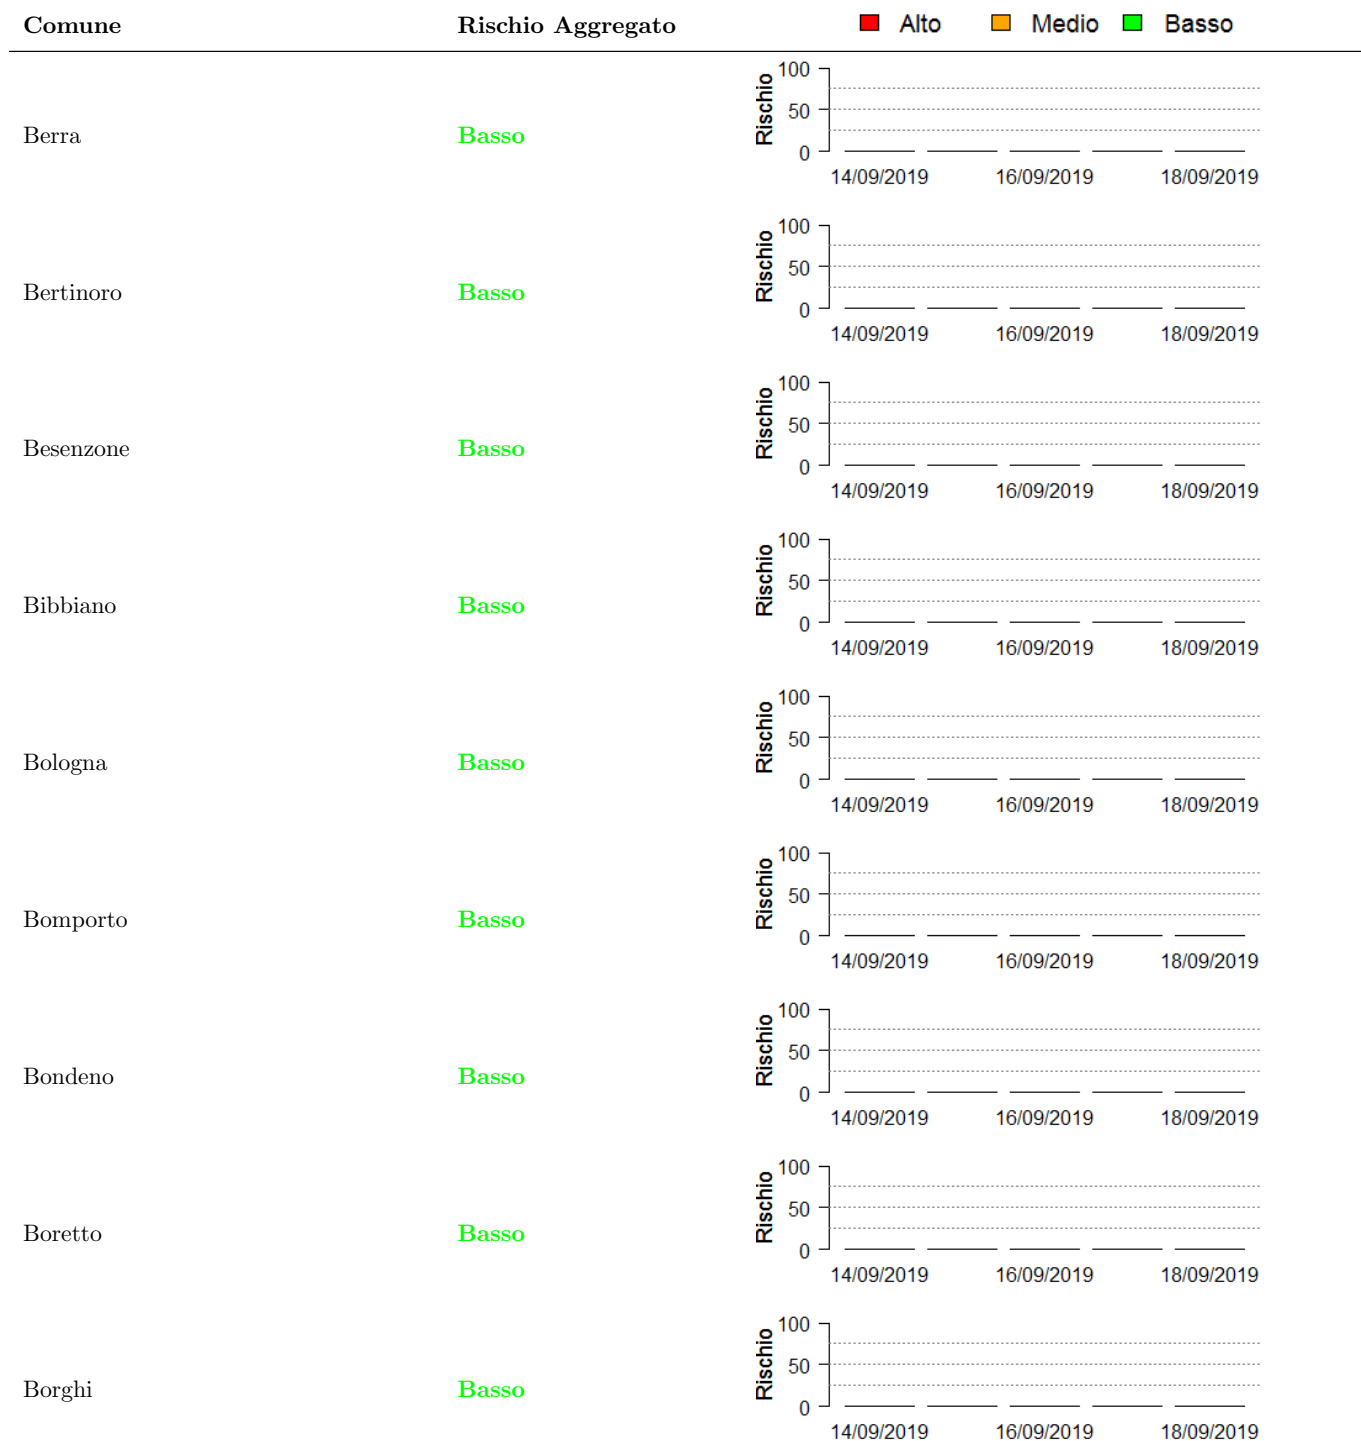 Comune Rischio Aggregato Alto Medio Basso
100
50
0
Rischio
Berra Basso
14/09/2019 16/09/2019 18/09/2019
100
50
0
Rischio
Bertinoro Basso
14/09/2019 16/09/2019 18/09/2019
100
50
0
Rischio
Besenzone Basso
14/09/2019 16/09/2019 18/09/2019
100
50
0
Rischio
Bibbiano Basso
14/09/2019 16/09/2019 18/09/2019
100
50
0
Rischio
Bologna Basso
14/09/2019 16/09/2019 18/09/2019
100
50
0
Rischio
Bomporto Basso
14/09/2019 16/09/2019 18/09/2019
100
50
0
Rischio
Bondeno Basso
14/09/2019 16/09/2019 18/09/2019
100
50
0
Rischio
Boretto Basso
14/09/2019 16/09/2019 18/09/2019
100
50
0
Rischio
Borghi Basso
14/09/2019 16/09/2019 18/09/2019